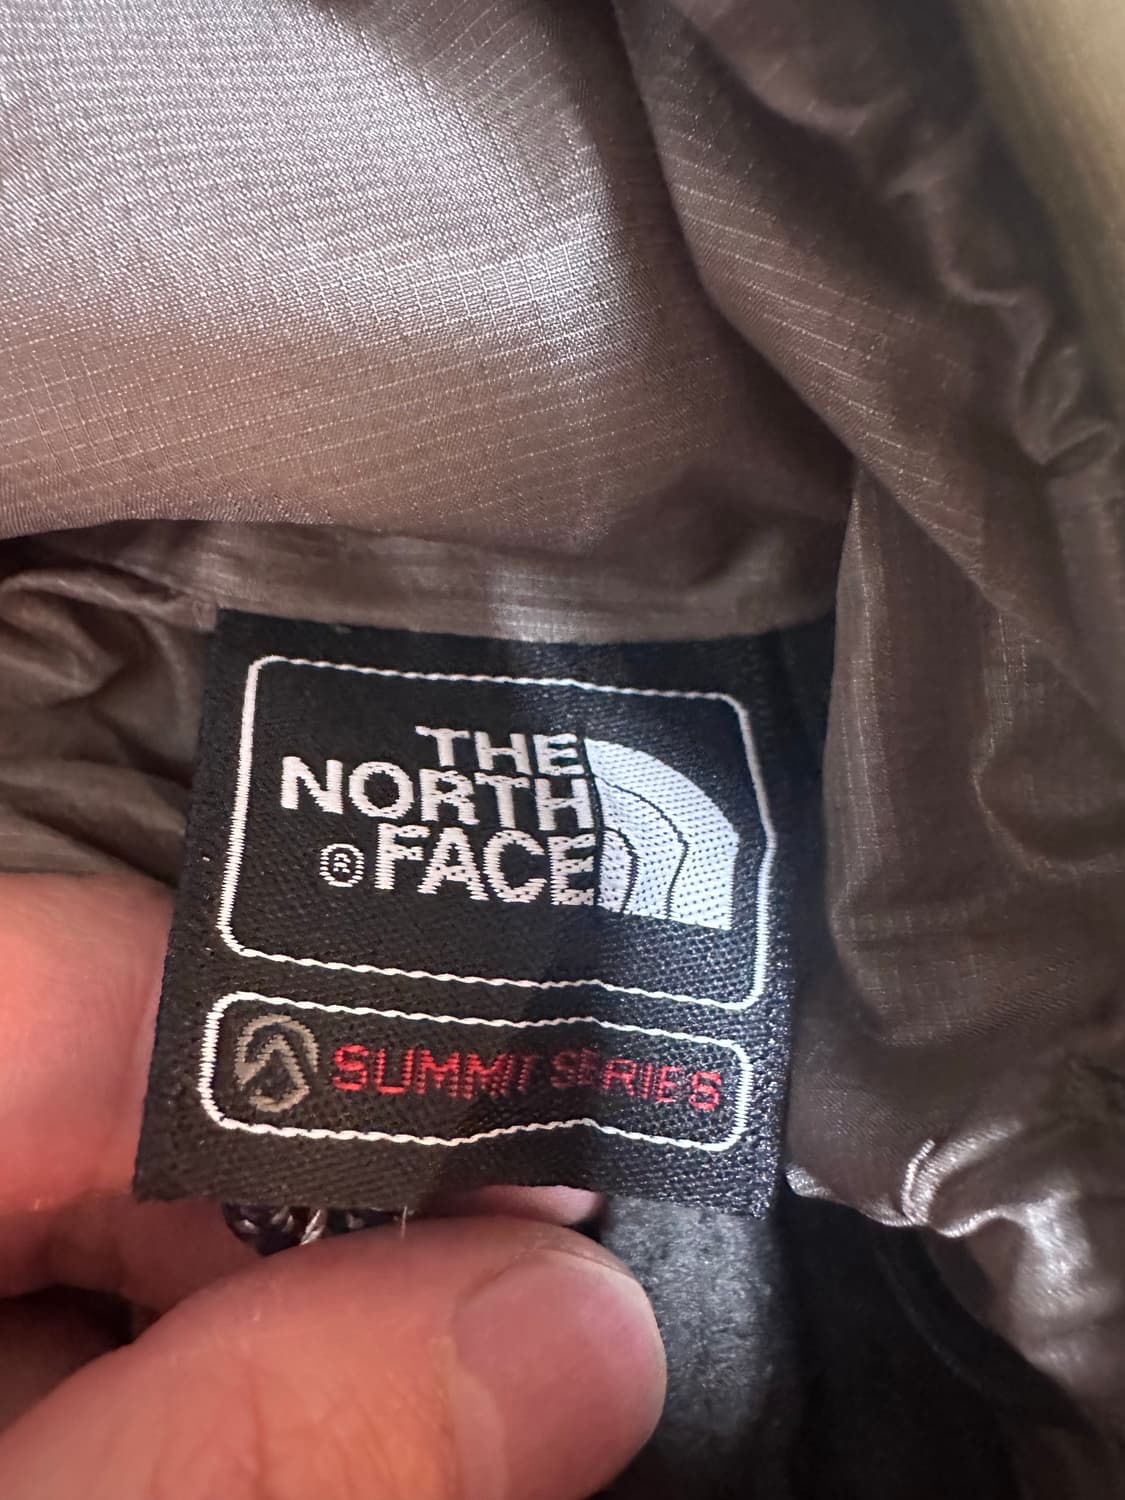 THE
NORTH
® FACE
SUMMIT SERIES